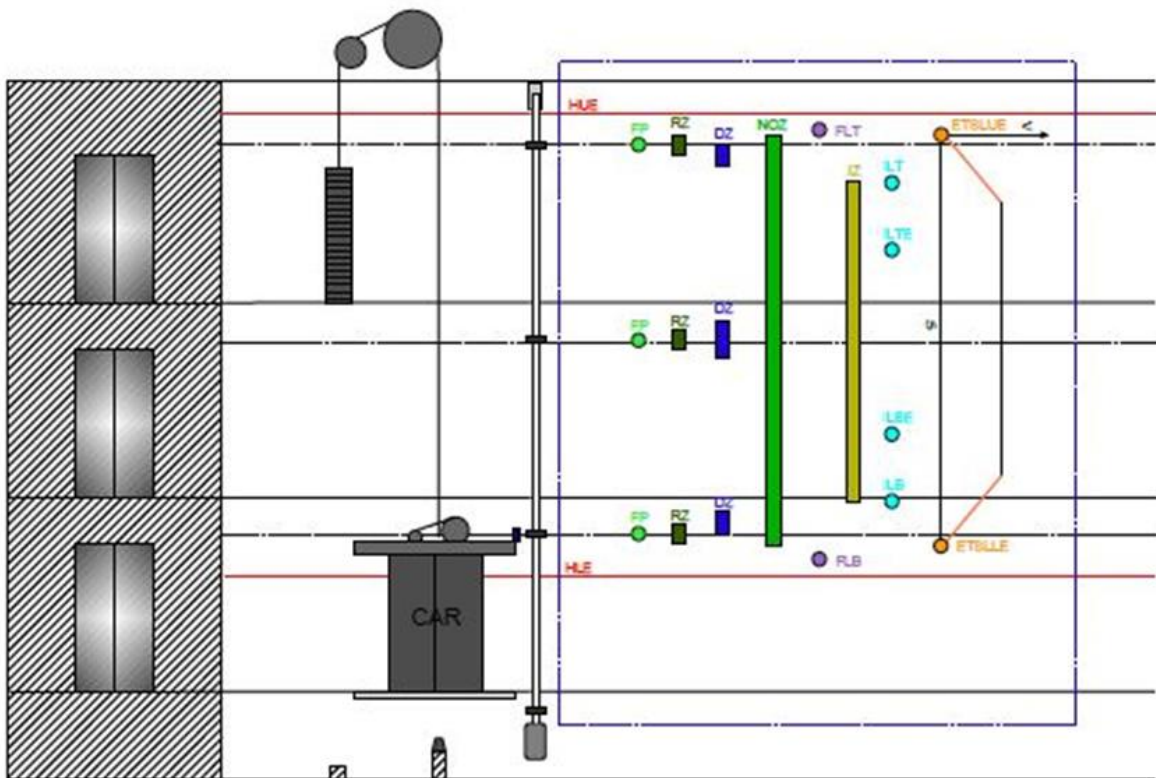 HUE
FP RZ DZ NOZ FLT ETSLUE V
IZ ILT
ILTE
FP RZ DZ
S
ILBE
ILB
FP RZ DZ
ETSLLE
FLB
HLE
CAR